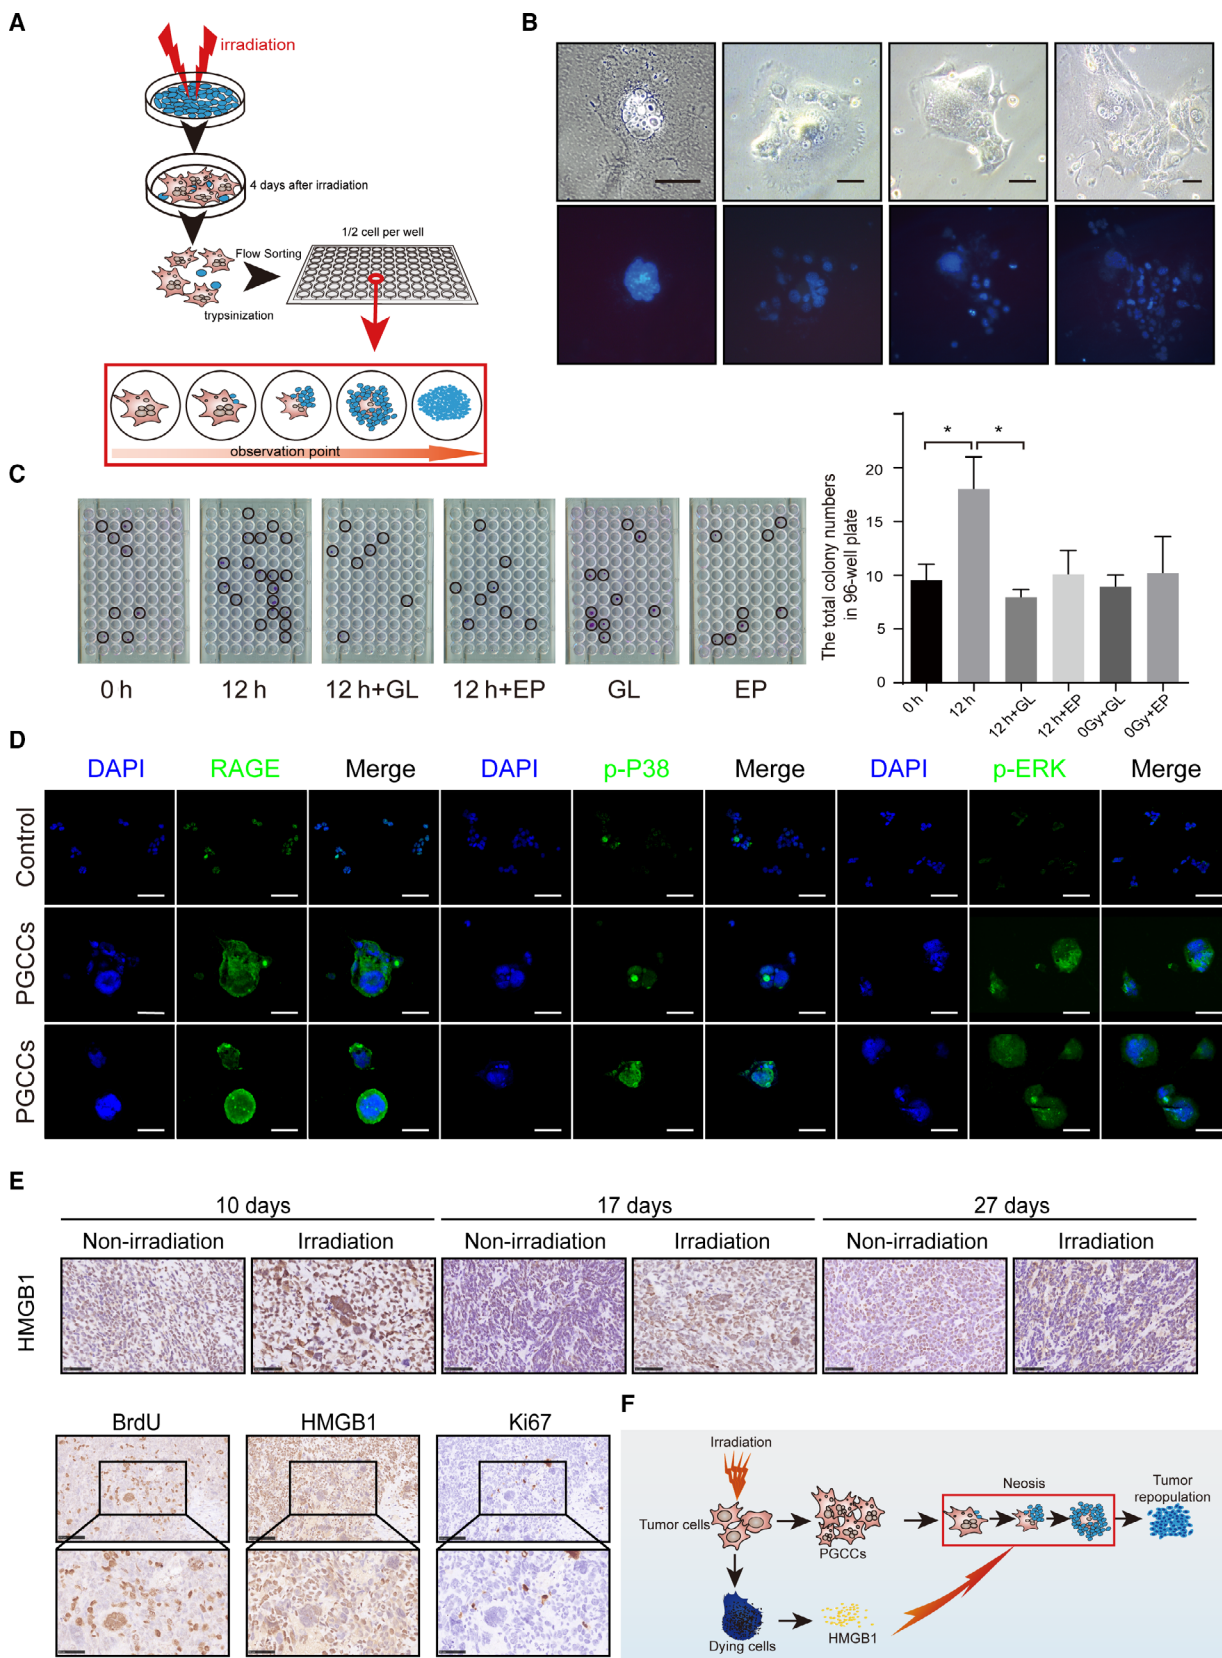 A
irradiation
4 days after irradiation
1/2 cell per well
Flow Sorting
trypsinization
observation point
B
C
0 h
12 h
12 h+GL
12 h+EP
GL
EP
The total colony numbers
in 96-well plate
20
15
10
5
0
*
*
0 h
12 h
12 h+GL
12 h+EP
0Gy+GL
0Gy+EP
D
DAPI
RAGE
Merge
DAPI
p-P38
Merge
DAPI
p-ERK
Merge
Control
PGCCs
PGCCs
E
10 days
17 days
27 days
Non-irradiation
Irradiation
Non-irradiation
Irradiation
Non-irradiation
Irradiation
HMGB1
BrdU
HMGB1
Ki67
F
Irradiation
Tumor cells
PGCCs
Neosis
Tumor
repopulation
Dying cells
HMGB1